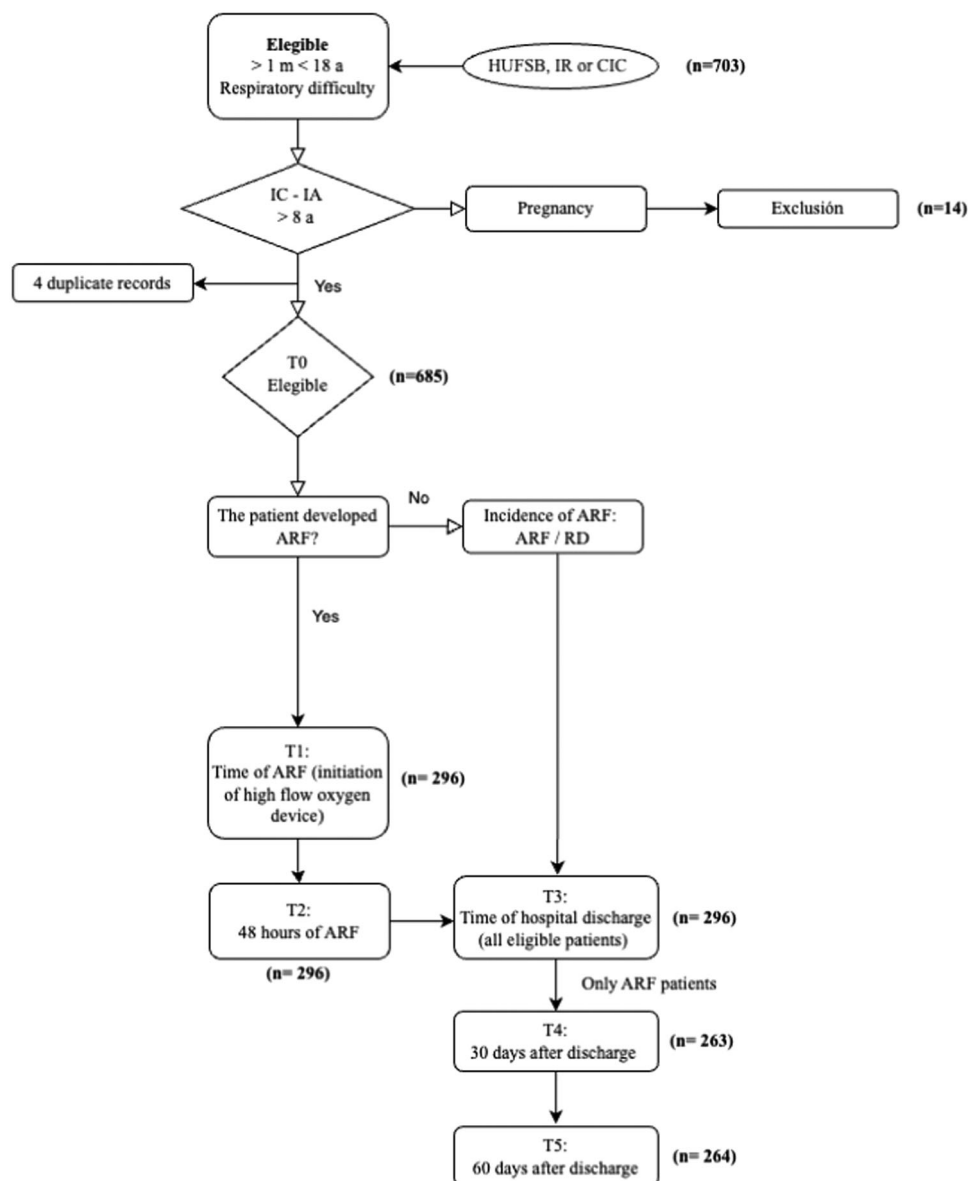 Elegible
> 1 m < 18 a
Respiratory difficulty
HUFSB, IR or CIC
(n=703)
IC - IA
> 8 a
Pregnancy
Exclusión
(n=14)
4 duplicate records
Yes
T0
Elegible
(n=685)
The patient developed
ARF?
No
Incidence of ARF:
ARF / RD
Yes
T1:
Time of ARF (initiation
of high flow oxygen
device)
(n= 296)
T2:
48 hours of ARF
(n= 296)
T3:
Time of hospital discharge
(all eligible patients)
(n= 296)
Only ARF patients
T4:
30 days after discharge
(n= 263)
T5:
60 days after discharge
(n= 264)